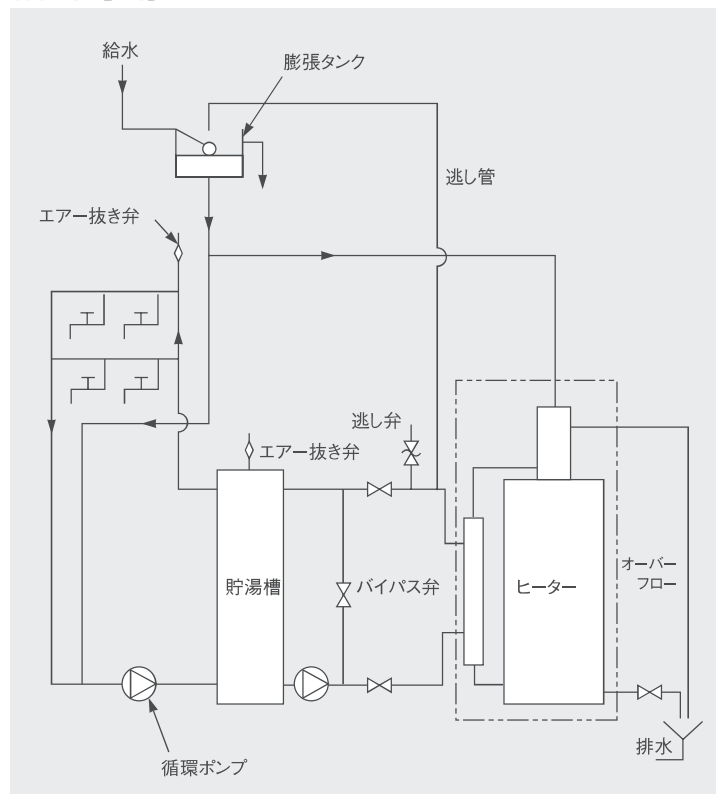 給水
膨張タンク
逃し管
エアー抜き弁
逃し弁
エアー抜き弁
オーバー
フロー
貯湯槽
バイパス弁
ヒーター
排水
循環ポンプ